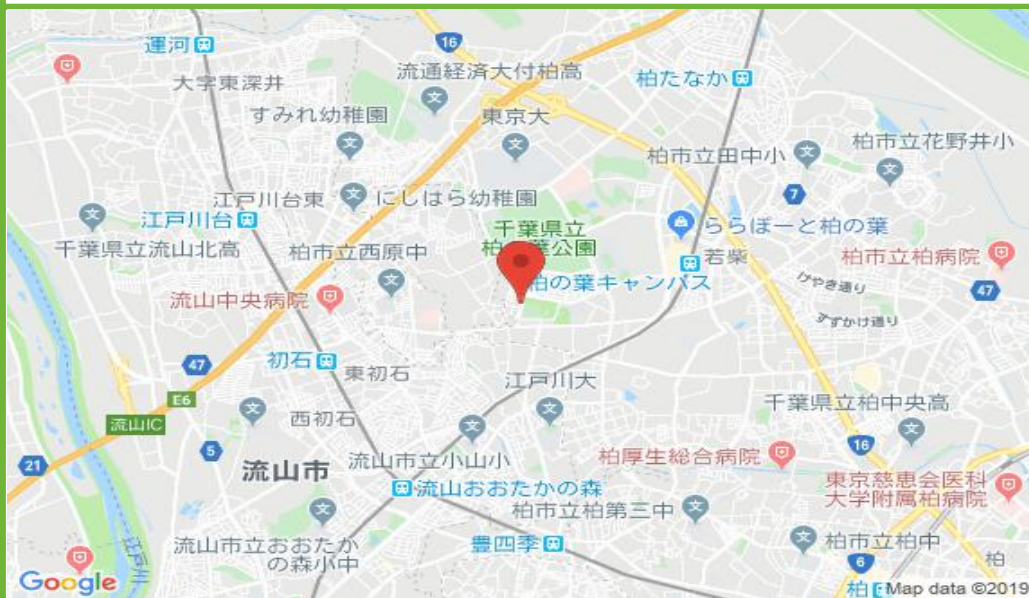 運河
16
大字東深井
流通経済大付柏高
柏たなか
すみれ幼稚園
東京大
柏市立花野井小
柏市立田中小
7
江戸川台東
にしはら幼稚園
江戸川台
千葉県立
ららぽーと柏の葉
千葉県立流山北高
柏市立西原中
若柴
柏市立柏病院
柏の葉キャンパス
流山中央病院
けやき通り
47
すずかけ通り
初石
47
東初石
江戸川大
E6
西初石
千葉県立柏中央高
流山IC
5
16
21
流山市
流山市立小山小
柏厚生総合病院
東京慈恵会医科
大学附属柏病院
流山おおたかの森
柏市立柏第三中
流山市立おおたか
の森小中
豊四季
柏市立柏中
江戸川
6
柏
柏
Google
Map data ©2019